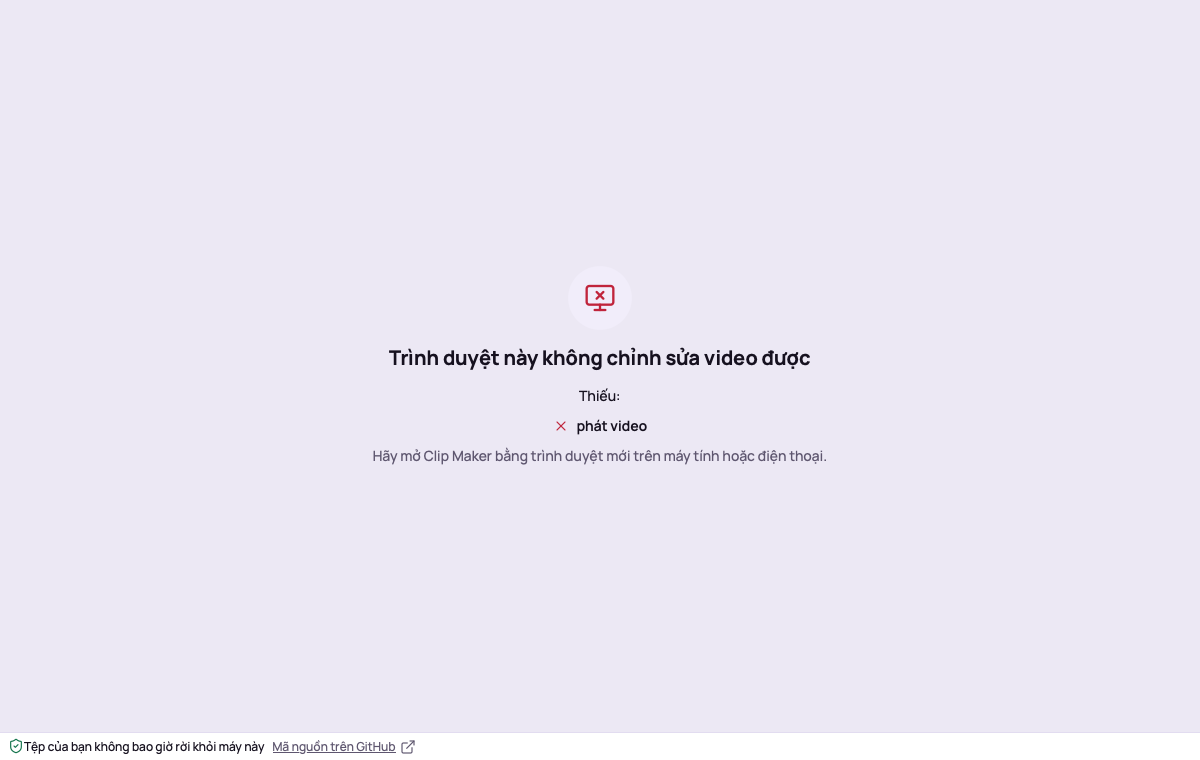 Trình duyệt này không chỉnh sửa video được
Thiếu:
phát video
Hãy mở Clip Maker bằng trình duyệt mới trên máy tính hoặc điện thoại.
Tệp của bạn không bao giờ rời khỏi máy này Mã nguồn trên GitHub